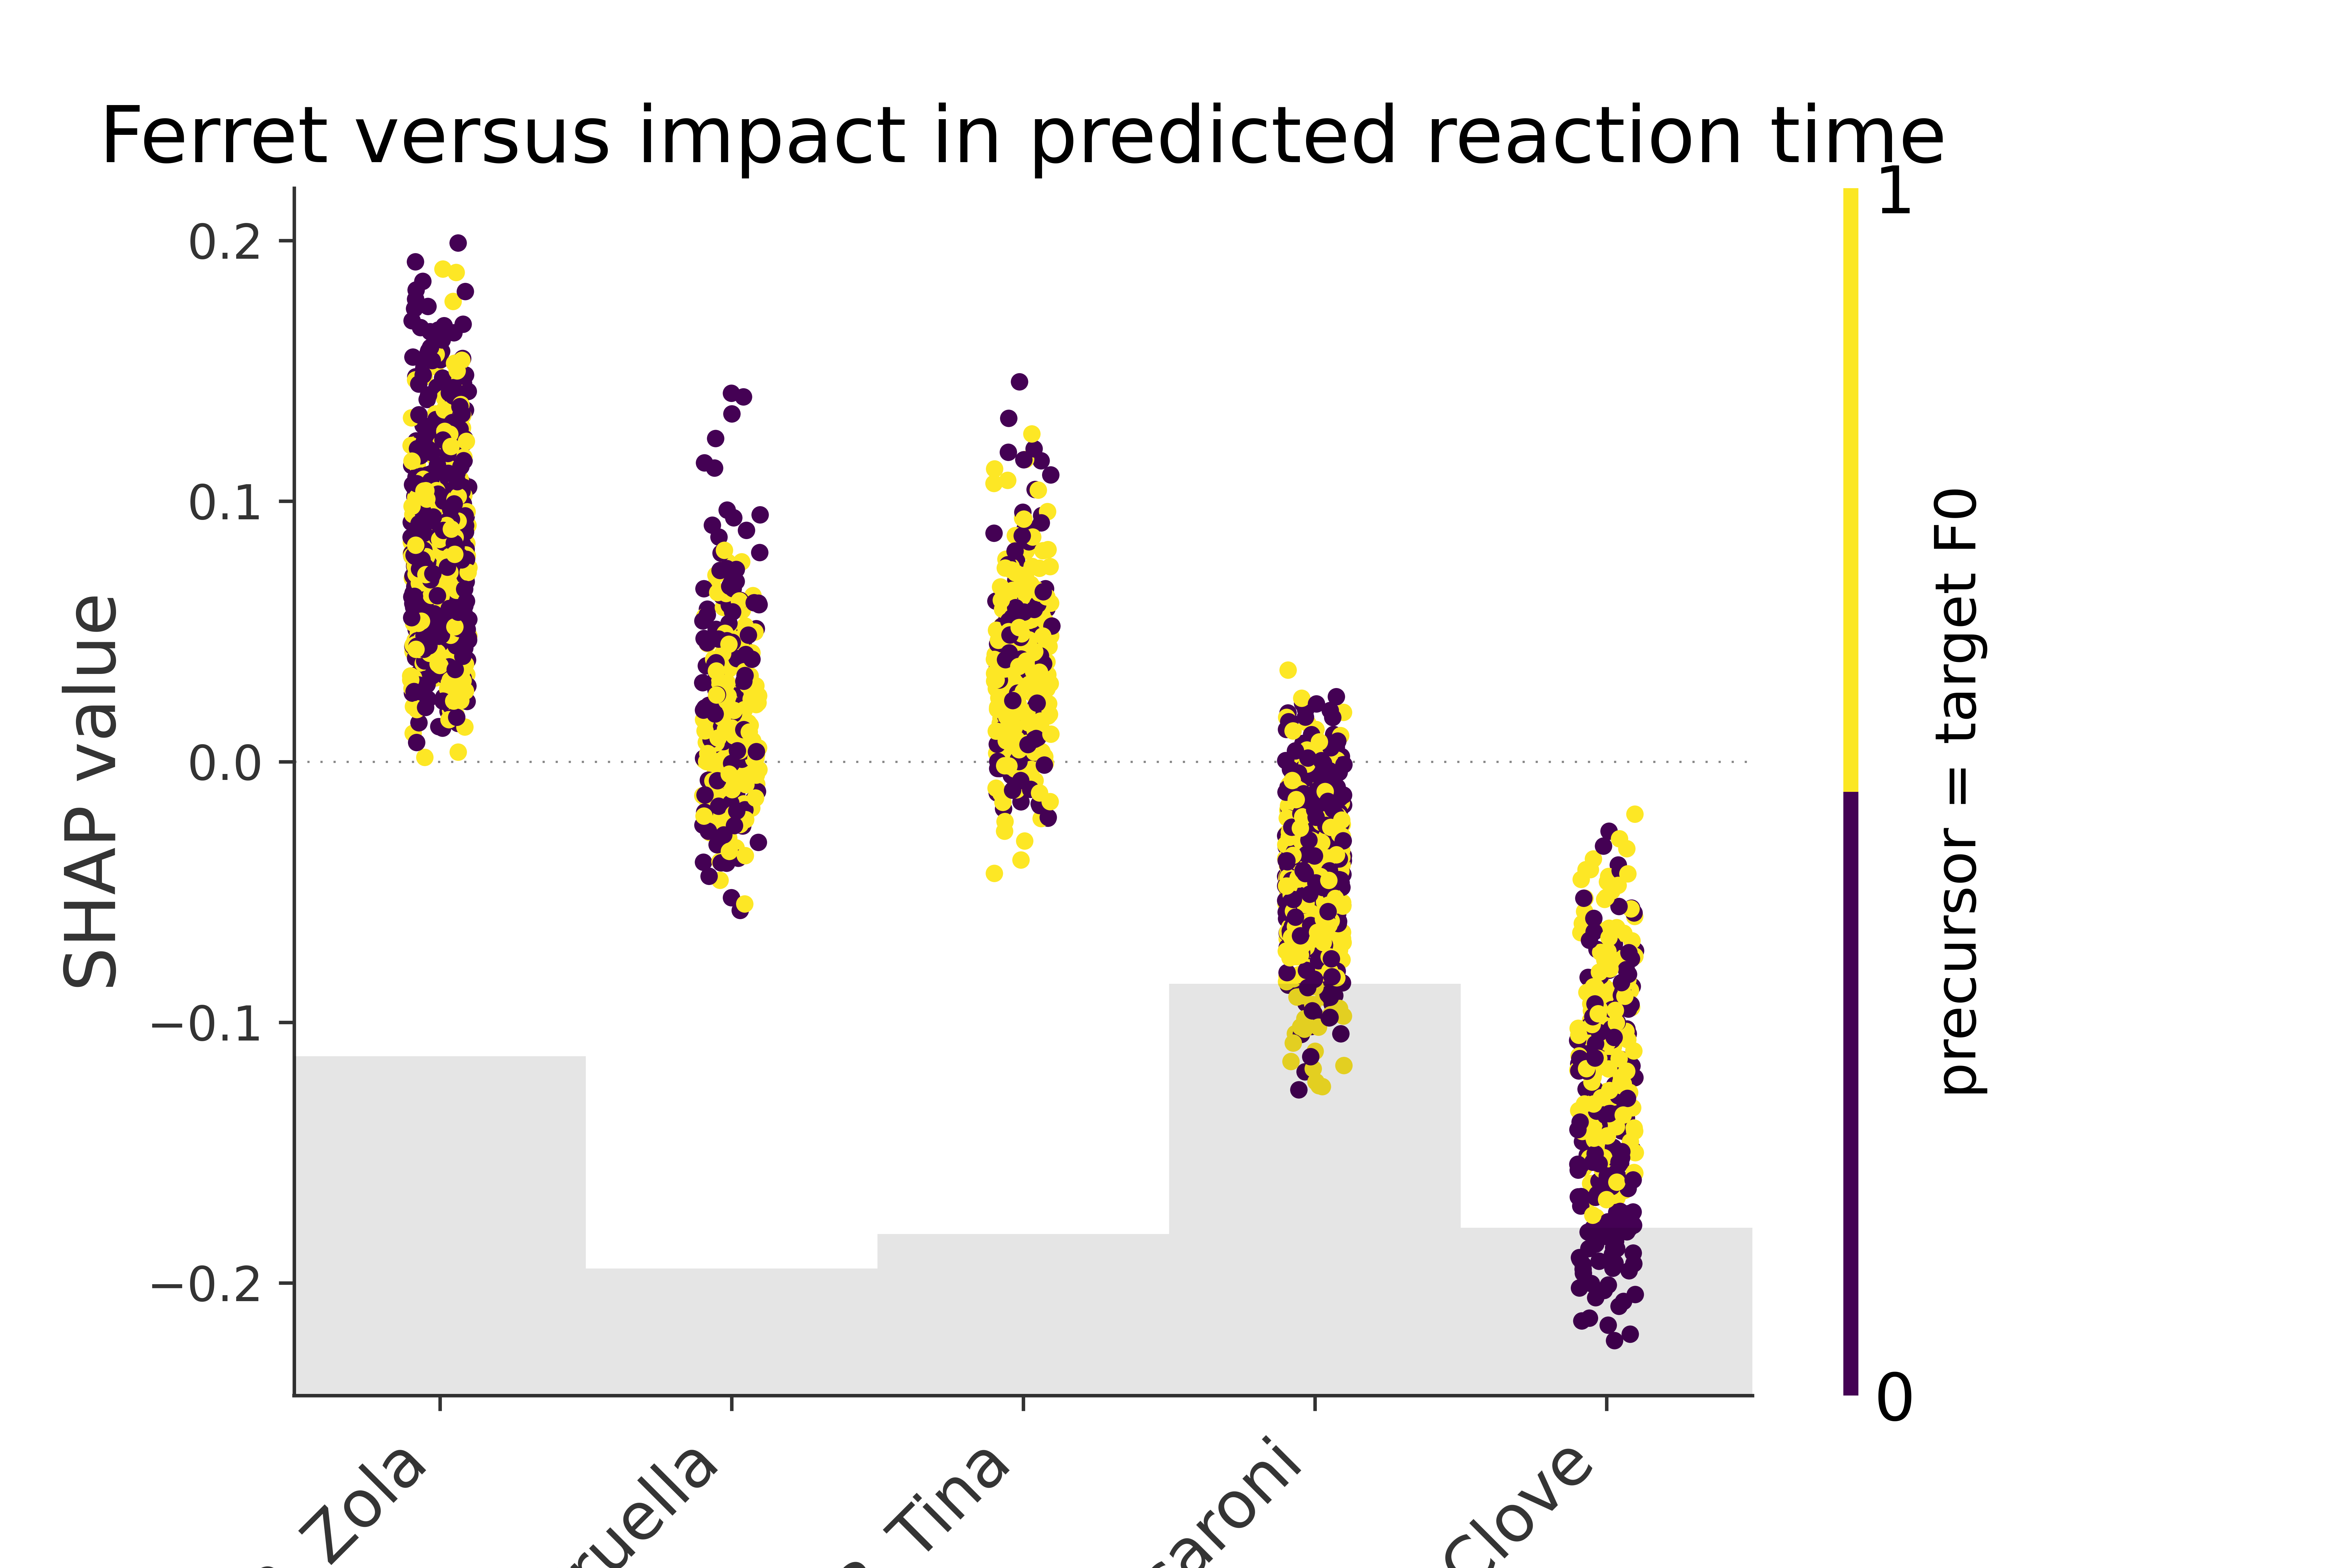 Ferret versus impact in predicted reaction time
SHAP value
0.2
0.1
0.0
−0.1
−0.2
Zola
Tina
Clove
1
0
precursor = target F0